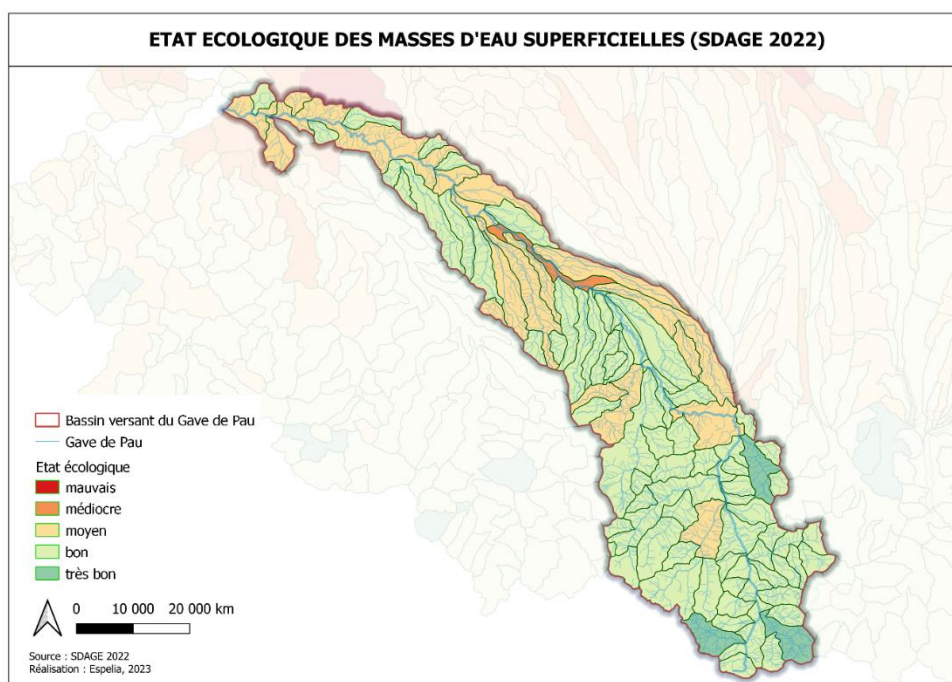 ETAT ECOLOGIQUE DES MASSES D'EAU SUPERFICIELLES (SDAGE 2022)
Bassin versant du Gave de Pau
Gave de Pau
Etat écologique
mauvais
médiocre
moyen
bon
très bon
0 10 000 20 000 km
Source : SDAGE 2022
Réalisation : Espelia, 2023